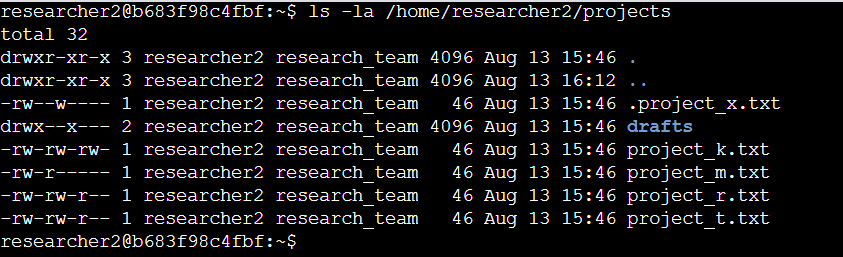 researcher2@b683f98c4fbf:~$ ls -la /home/researcher2/projects
total 32
drwxr-xr-x 3 researcher2 research_team 4096 Aug 13 15:46 .
drwxr-xr-x 3 researcher2 research_team 4096 Aug 13 16:12 ..
-rw--w---- 1 researcher2 research_team   46 Aug 13 15:46 .project_x.txt
drwx--x--- 2 researcher2 research_team 4096 Aug 13 15:46 drafts
-rw-rw-rw- 1 researcher2 research_team   46 Aug 13 15:46 project_k.txt
-rw-r----- 1 researcher2 research_team   46 Aug 13 15:46 project_m.txt
-rw-rw-r-- 1 researcher2 research_team   46 Aug 13 15:46 project_r.txt
-rw-rw-r-- 1 researcher2 research_team   46 Aug 13 15:46 project_t.txt
researcher2@b683f98c4fbf:~$